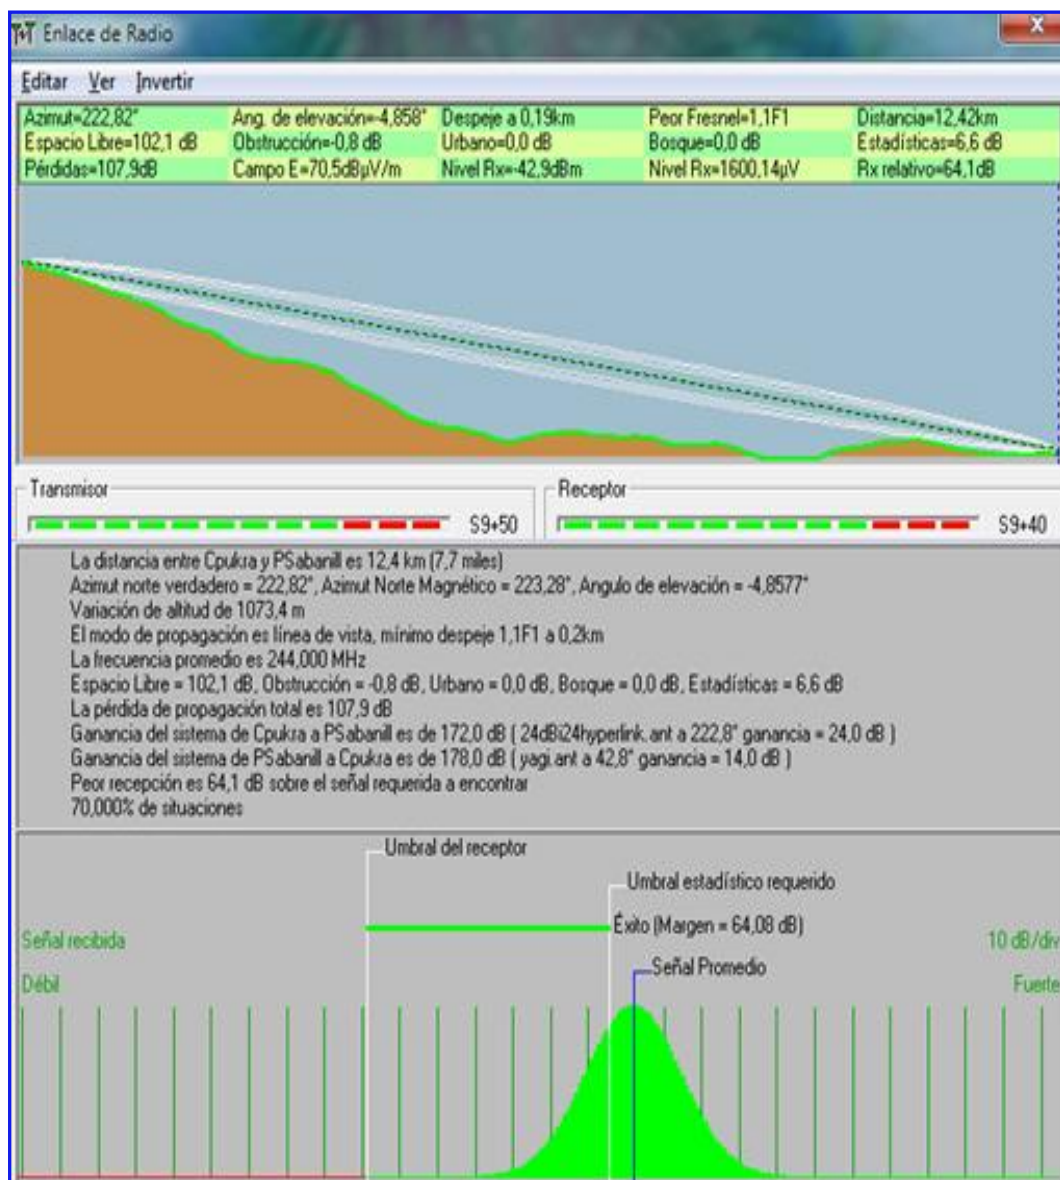 Enlace de Radio
Editar Ver Invertir
Azimut=222,82° Ang. de elevación=-4,858° Despeje a 0,19km Peor Fresnel=1,1F1 Distancia=12,42km
Espacio Libre=102,1 dB Obstrucción=-0,8 dB Urbano=0,0 dB Bosque=0,0 dB Estadísticas=6,6 dB
Pérdidas=107,9dB Campo E=70,5dBµV/m Nivel Rx=-42,9dBm Nivel Rx=1600,14µV Rx relativo=64,1dB
Transmisor
S9+50
Receptor
S9+40
La distancia entre Cpukra y PSabanill es 12,4 km (7,7 miles)
Azimut norte verdadero = 222,82°, Azimut Norte Magnético = 223,28°, Angulo de elevación = -4,8577°
Variación de altitud de 1073,4 m
El modo de propagación es línea de vista, mínimo despeje 1,1F1 a 0,2km
La frecuencia promedio es 244,000 MHz
Espacio Libre = 102,1 dB, Obstrucción = -0,8 dB, Urbano = 0,0 dB, Bosque = 0,0 dB, Estadísticas = 6,6 dB
La pérdida de propagación total es 107,9 dB
Ganancia del sistema de Cpukra a PSabanill es de 172,0 dB ( 24dBi24hyperlink.ant a 222,8° ganancia = 24,0 dB )
Ganancia del sistema de PSabanill a Cpukra es de 178,0 dB ( yagi.ant a 42,8° ganancia = 14,0 dB )
Peor recepción es 64,1 dB sobre el señal requerida a encontrar
70,000% de situaciones
Umbral del receptor
Umbral estadístico requerido
Éxito (Margen = 64,08 dB)
Señal recibida
10 dB/div
Señal Promedio
Débil
Fuerte